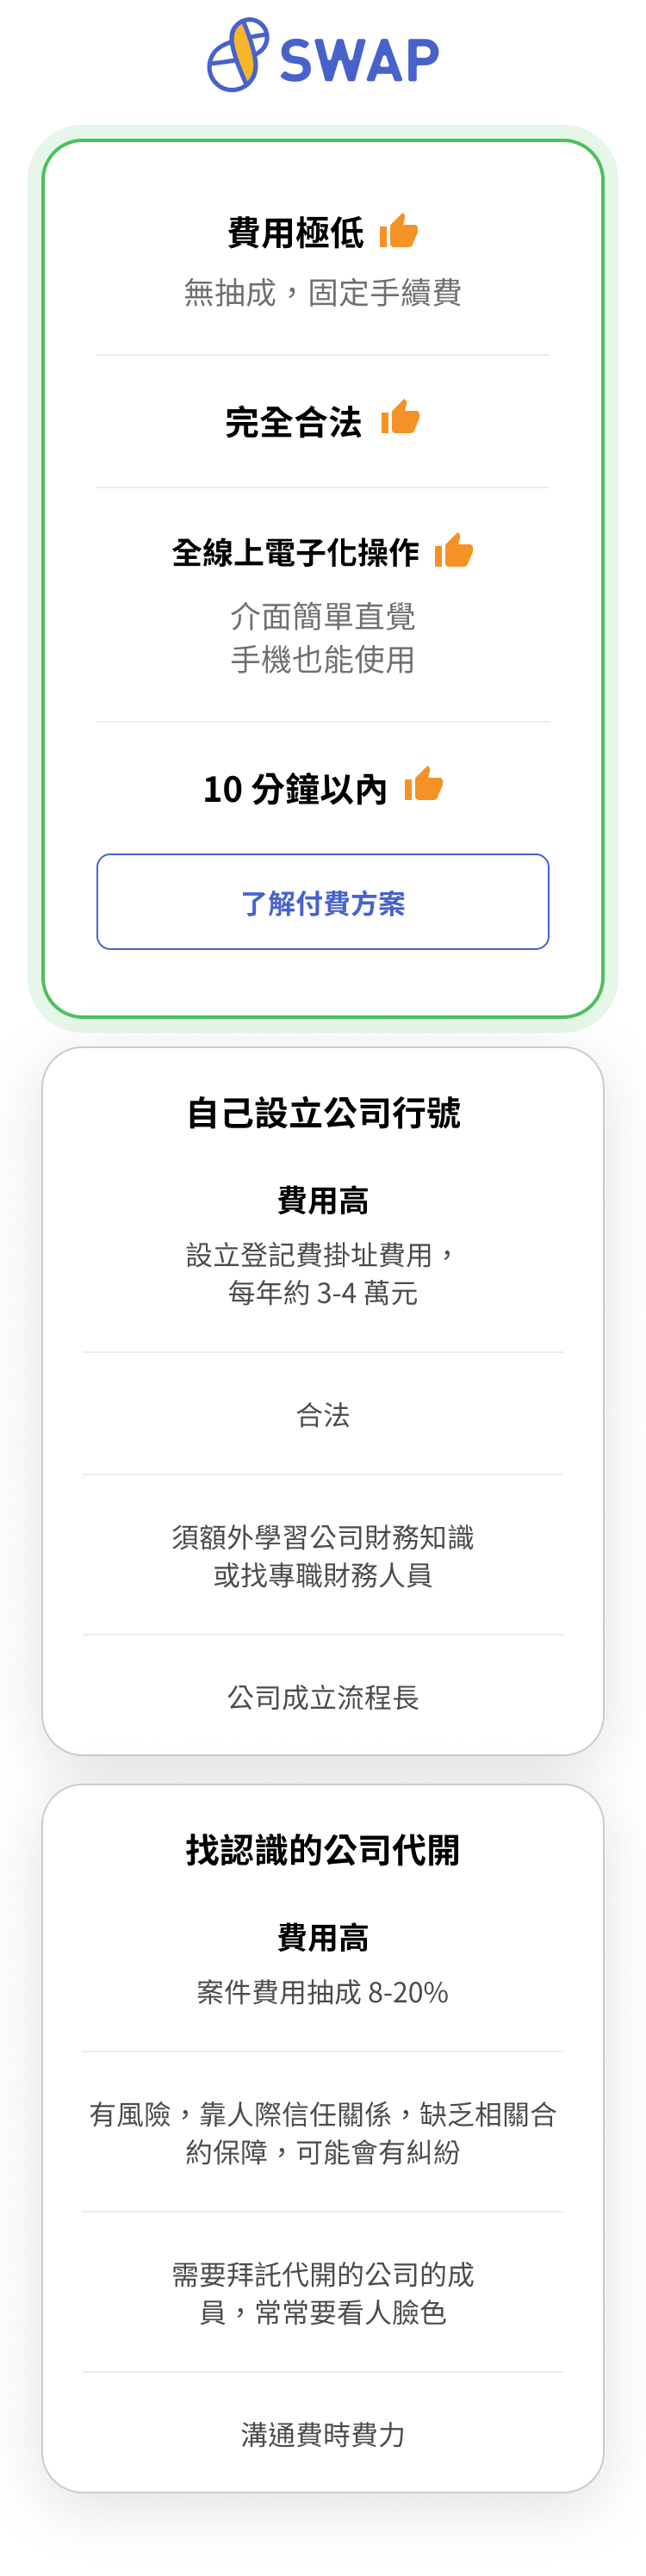 SWAP
費用極低
無抽成，固定手續費
完全合法
全線上電子化操作
介面簡單直覺
手機也能使用
10 分鐘以內
了解付費方案
自己設立公司行號
費用高
設立登記費掛址費用，
每年約 3-4 萬元
合法
須額外學習公司財務知識
或找專職財務人員
公司成立流程長
找認識的公司代開
費用高
案件費用抽成 8-20%
有風險，靠人際信任關係，缺乏相關合
約保障，可能會有糾紛
需要拜託代開的公司的成
員，常常要看人臉色
溝通費時費力